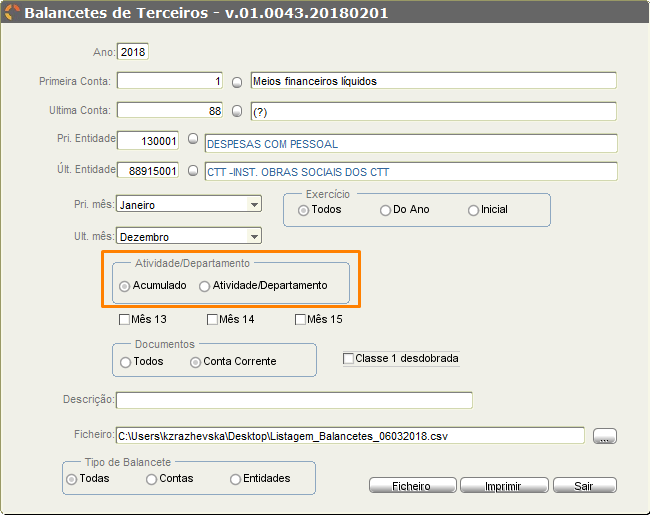 Balancetes de Terceiros - v.01.0043.20180201
Ano: 2018
Primeira Conta: 1 Meios financeiros líquidos
Ultima Conta: 88 (?)
Pri. Entidade 130001 DESPESAS COM PESSOAL
Últ. Entidade 88915001 CTT -INST. OBRAS SOCIAIS DOS CTT
Pri. mês: Janeiro
Exercício
Todos Do Ano Inicial
Ult. mês: Dezembro
Atividade/Departamento
Acumulado Atividade/Departamento
Mês 13 Mês 14 Mês 15
Documentos
Todos Conta Corrente
Classe 1 desdobrada
Descrição:
Ficheiro: C:\Users\kzrazhevska\Desktop\Listagem_Balancetes_06032018.csv ...
Tipo de Balancete
Todas Contas Entidades
Ficheiro Imprimir Sair